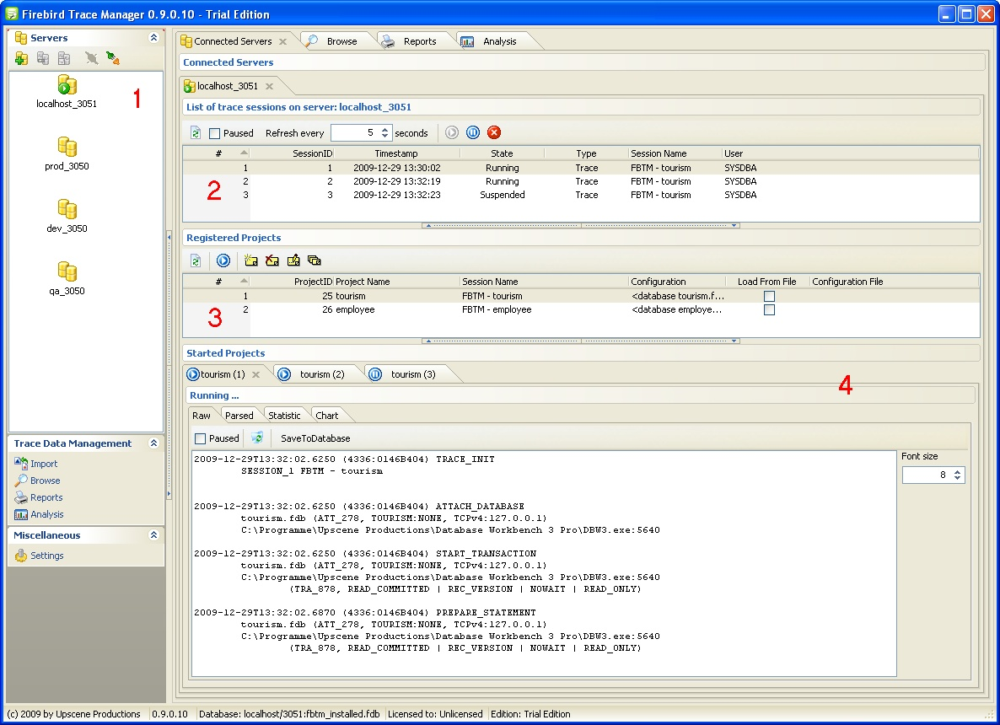 Firebird Trace Manager 0.9.0.10 - Trial Edition
Servers
1
localhost_3051
prod_3050
dev_3050
qa_3050
Trace Data Management
Import
Browse
Reports
Analysis
Miscellaneous
Settings
Connected Servers Browse Reports Analysis
Connected Servers
localhost_3051
List of trace sessions on server: localhost_3051
Paused Refresh every 5 seconds
# SessionID Timestamp State Type Session Name User
1 1 2009-12-29 13:30:02 Running Trace FBTM - tourism SYSDBA
2 2 2009-12-29 13:32:19 Running Trace FBTM - tourism SYSDBA
3 3 2009-12-29 13:32:23 Suspended Trace FBTM - tourism SYSDBA
2
Registered Projects
# ProjectID Project Name Session Name Configuration Load From File Configuration File
1 25 tourism FBTM - tourism <database tourism.f...
2 26 employee FBTM - employee <database employe...
3
Started Projects
tourism (1) tourism (2) tourism (3)
4
Running ...
Raw Parsed Statistic Chart
Paused SaveToDatabase
Font size
8
2009-12-29T13:32:02.6250 (4336:0146B404) TRACE_INIT
SESSION_1 FBTM - tourism
2009-12-29T13:32:02.6250 (4336:0146B404) ATTACH_DATABASE
tourism.fdb (ATT_278, TOURISM:NONE, TCPv4:127.0.0.1)
C:\Programme\Upscene Productions\Database Workbench 3 Pro\DBW3.exe:5640
2009-12-29T13:32:02.6250 (4336:0146B404) START_TRANSACTION
tourism.fdb (ATT_278, TOURISM:NONE, TCPv4:127.0.0.1)
C:\Programme\Upscene Productions\Database Workbench 3 Pro\DBW3.exe:5640
(TRA_878, READ_COMMITTED | REC_VERSION | NOWAIT | READ_ONLY)
2009-12-29T13:32:02.6870 (4336:0146B404) PREPARE_STATEMENT
tourism.fdb (ATT_278, TOURISM:NONE, TCPv4:127.0.0.1)
C:\Programme\Upscene Productions\Database Workbench 3 Pro\DBW3.exe:5640
(TRA_878, READ_COMMITTED | REC_VERSION | NOWAIT | READ_ONLY)
(c) 2009 by Upscene Productions 0.9.0.10 Database: localhost/3051:fbtm_installed.fdb Licensed to: Unlicensed Edition: Trial Edition